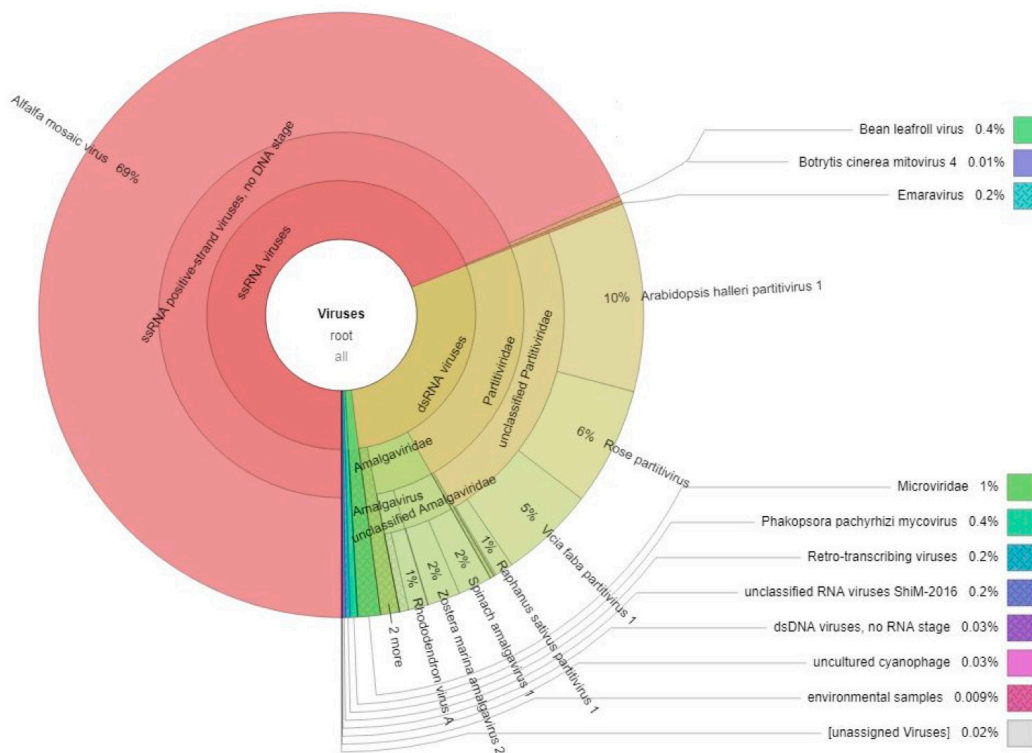 Alfalfa mosaic virus 69%
ssRNA positive-strand viruses, no DNA stage
ssRNA viruses
Viruses
root
all
dsRNA viruses
Partitiviridae
unclassified Partitiviridae
Amalgaviridae
Amalgavirus
unclassified Amalgaviridae
10% Arabidopsis halleri partitivirus 1
6% Rose partitivirus
5% Vicia faba partitivirus 1
1% Raphanus sativus partitivirus 1
2% Spinach amalgavirus 1
2% Zostera marina amalgavirus 2
1% Rhododendron virus A
2 more
Bean leafroll virus 0.4%
Botrytis cinerea mitovirus 4 0.01%
Emaravirus 0.2%
Microviridae 1%
Phakopsora pachyrhizi mycovirus 0.4%
Retro-transcribing viruses 0.2%
unclassified RNA viruses ShiM-2016 0.2%
dsDNA viruses, no RNA stage 0.03%
uncultured cyanophage 0.03%
environmental samples 0.009%
[unassigned Viruses] 0.02%